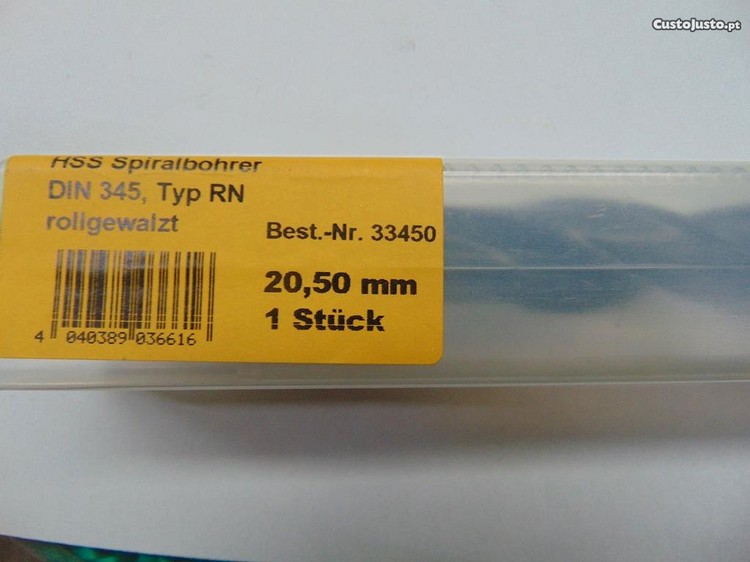 CustoJusto.pt
HSS Spiralbohrer
DIN 345, Typ RN
rollgewalzt
Best.-Nr. 33450
20,50 mm
1 Stück
4 040389 036616